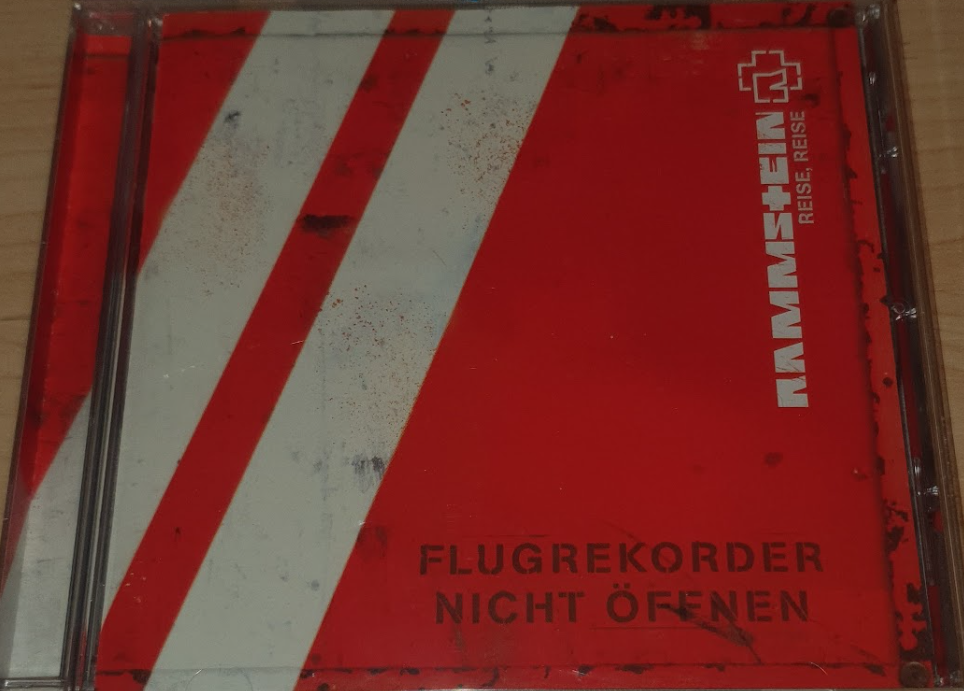 RAMMSTEIN
REISE, REISE
FLUGREKORDER
NICHT ÖFFNEN